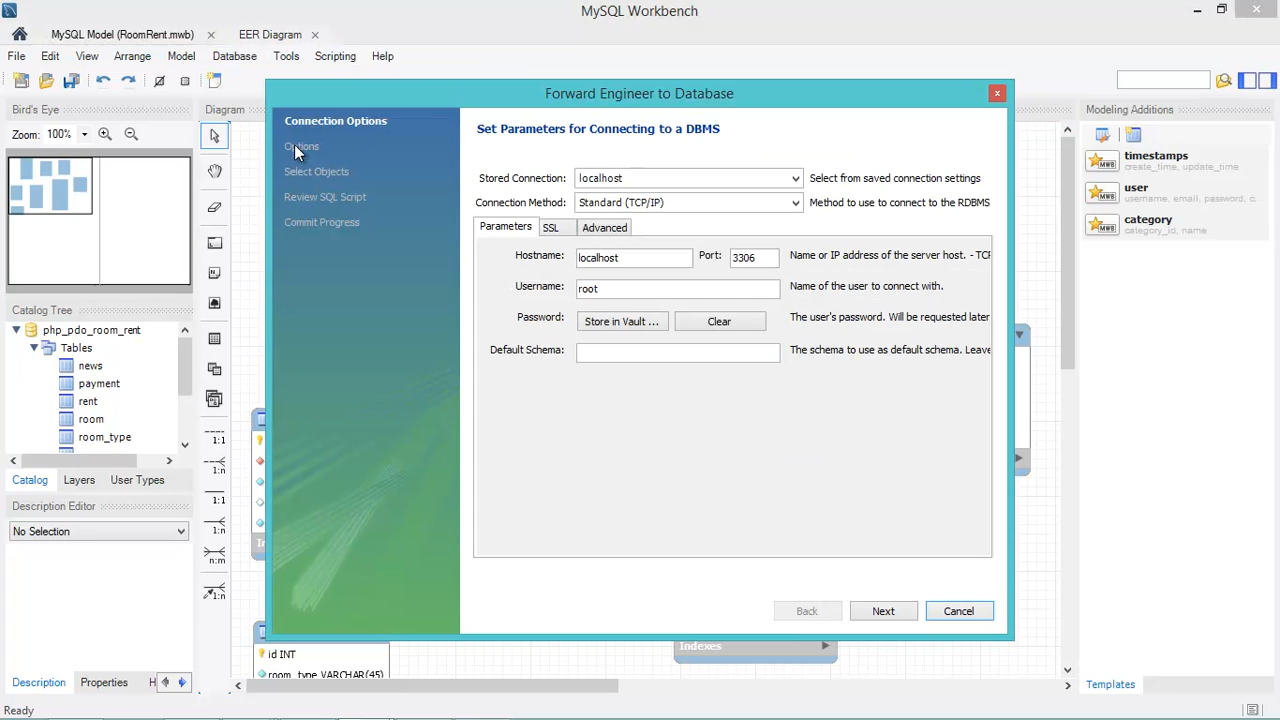 MySQL Workbench
MySQL Model (RoomRent.mwb)
EER Diagram
File Edit View Arrange Model Database Tools Scripting Help
Bird's Eye
Zoom: 100%
Diagram
Catalog Tree
php_pdo_room_rent
Tables
news
payment
rent
room
room_type
Catalog Layers User Types
Description Editor
No Selection
Description Properties H
Ready
1:1
1:n
1:1
1:n
n:m
1:n
Forward Engineer to Database
Connection Options
Options
Select Objects
Review SQL Script
Commit Progress
Set Parameters for Connecting to a DBMS
Stored Connection: localhost Select from saved connection settings
Connection Method: Standard (TCP/IP) Method to use to connect to the RDBMS
Parameters SSL Advanced
Hostname: localhost Port: 3306 Name or IP address of the server host. - TCP
Username: root Name of the user to connect with.
Password: Store in Vault ... Clear The user's password. Will be requested later
Default Schema: The schema to use as default schema. Leave
Back Next Cancel
id INT
room_type VARCHAR(45)
Indexes
Modeling Additions
timestamps
create_time, update_time
user
username, email, password, c...
category
category_id, name
Templates